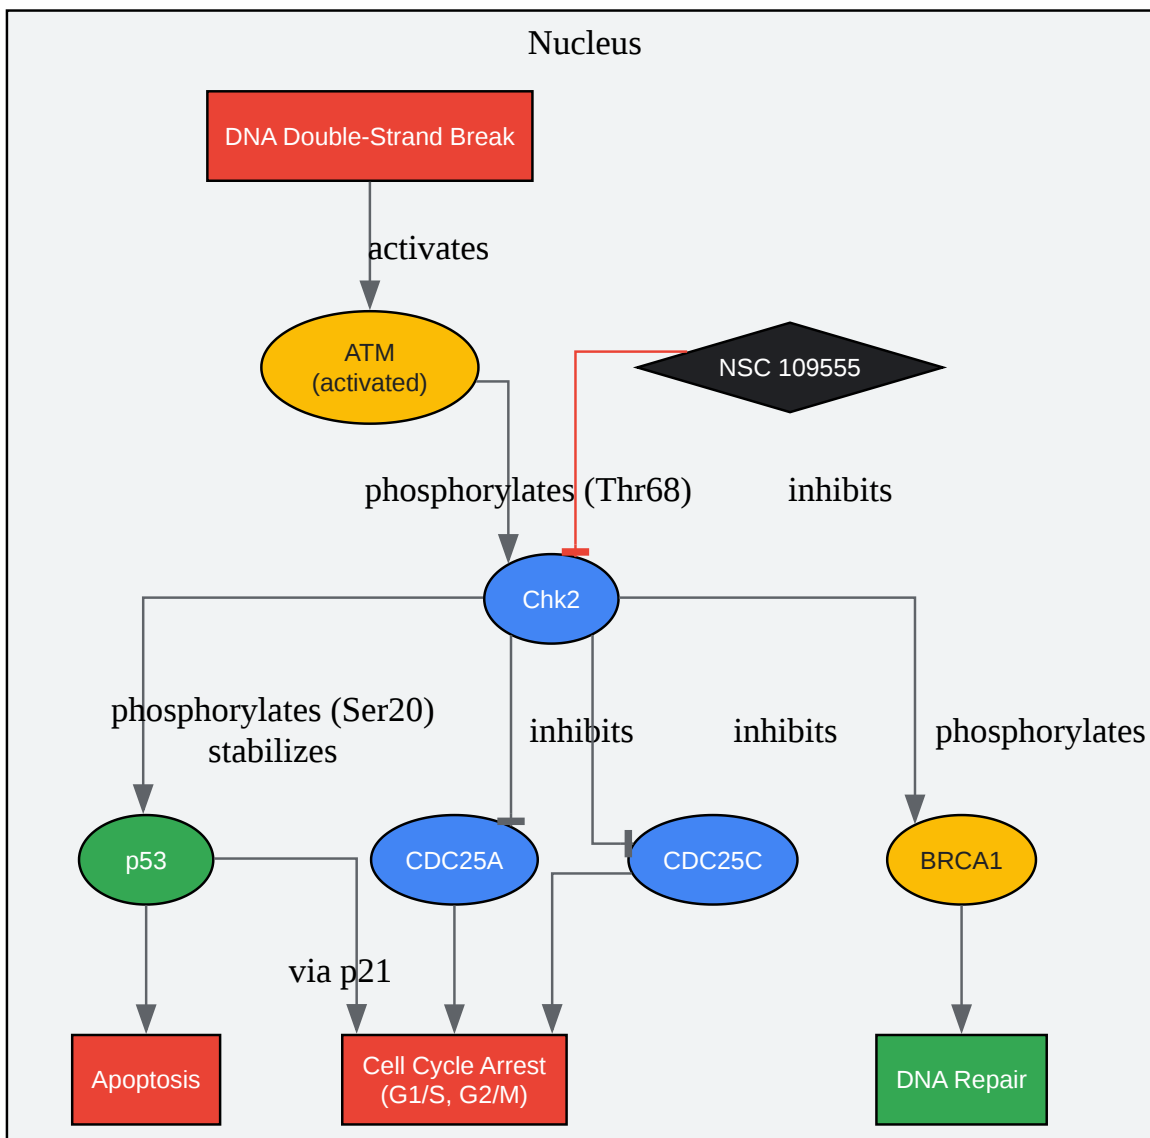 Nucleus
DNA Double-Strand Break
activates
ATM
(activated)
NSC 109555
phosphorylates (Thr68)
inhibits
Chk2
phosphorylates (Ser20)
stabilizes
inhibits
inhibits
phosphorylates
p53
CDC25A
CDC25C
BRCA1
via p21
Apoptosis
Cell Cycle Arrest
(G1/S, G2/M)
DNA Repair